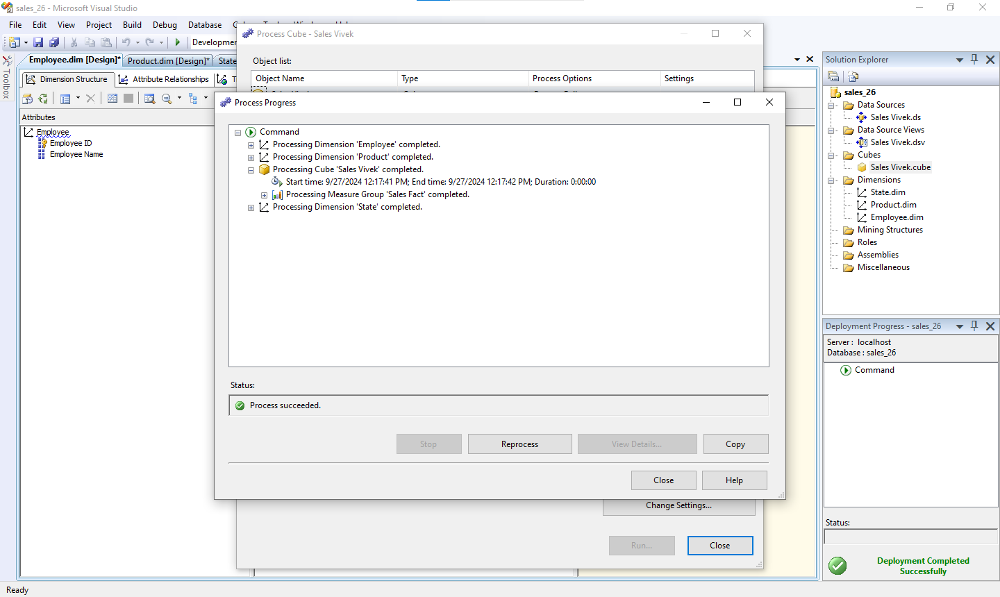 sales_26 - Microsoft Visual Studio
File Edit View Project Build Debug Database
Process Cube - Sales Vivek
Object list:
Object Name Type Process Options Settings
Employee.dim [Design]* Product.dim [Design]* State
Dimension Structure Attribute Relationships
Toolbox
Attributes
Employee
Employee ID
Employee Name
Process Progress
Command
Processing Dimension 'Employee' completed.
Processing Dimension 'Product' completed.
Processing Cube 'Sales Vivek' completed.
Start time: 9/27/2024 12:17:41 PM; End time: 9/27/2024 12:17:42 PM; Duration: 0:00:00
Processing Measure Group 'Sales Fact' completed.
Processing Dimension 'State' completed.
Status:
Process succeeded.
Stop Reprocess View Details... Copy
Close Help
Change Settings...
Run... Close
Solution Explorer
sales_26
Data Sources
Sales Vivek.ds
Data Source Views
Sales Vivek.dsv
Cubes
Sales Vivek.cube
Dimensions
State.dim
Product.dim
Employee.dim
Mining Structures
Roles
Assemblies
Miscellaneous
Deployment Progress - sales_26
Server : localhost
Database : sales_26
Command
Status:
Deployment Completed
Successfully
Ready